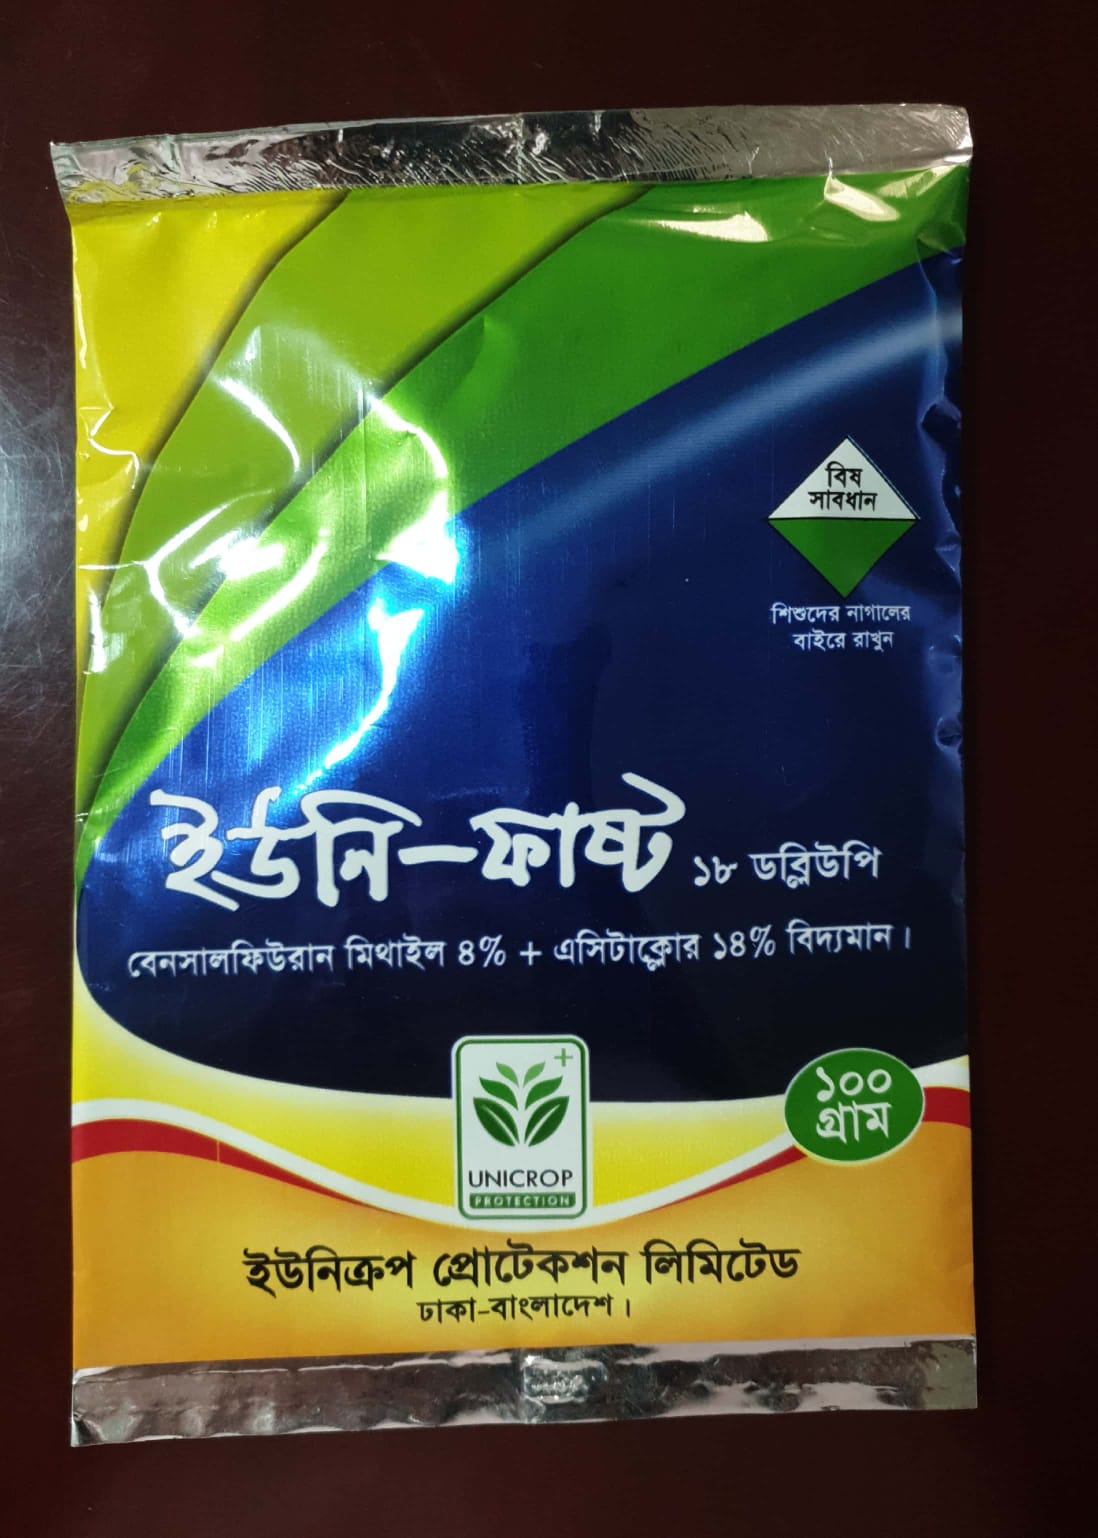 বিষ
সাবধান
শিশুদের নাগালের
বাইরে রাখুন
ইউনি-ফাষ্ট ১৮ ডব্লিউপি
বেনসালফিউরান মিথাইল ৪% + এসিটাক্লোর ১৪% বিদ্যমান।
১০০
গ্রাম
UNICROP
PROTECTION
ইউনিক্রপ প্রোটেকশন লিমিটেড
ঢাকা-বাংলাদেশ।